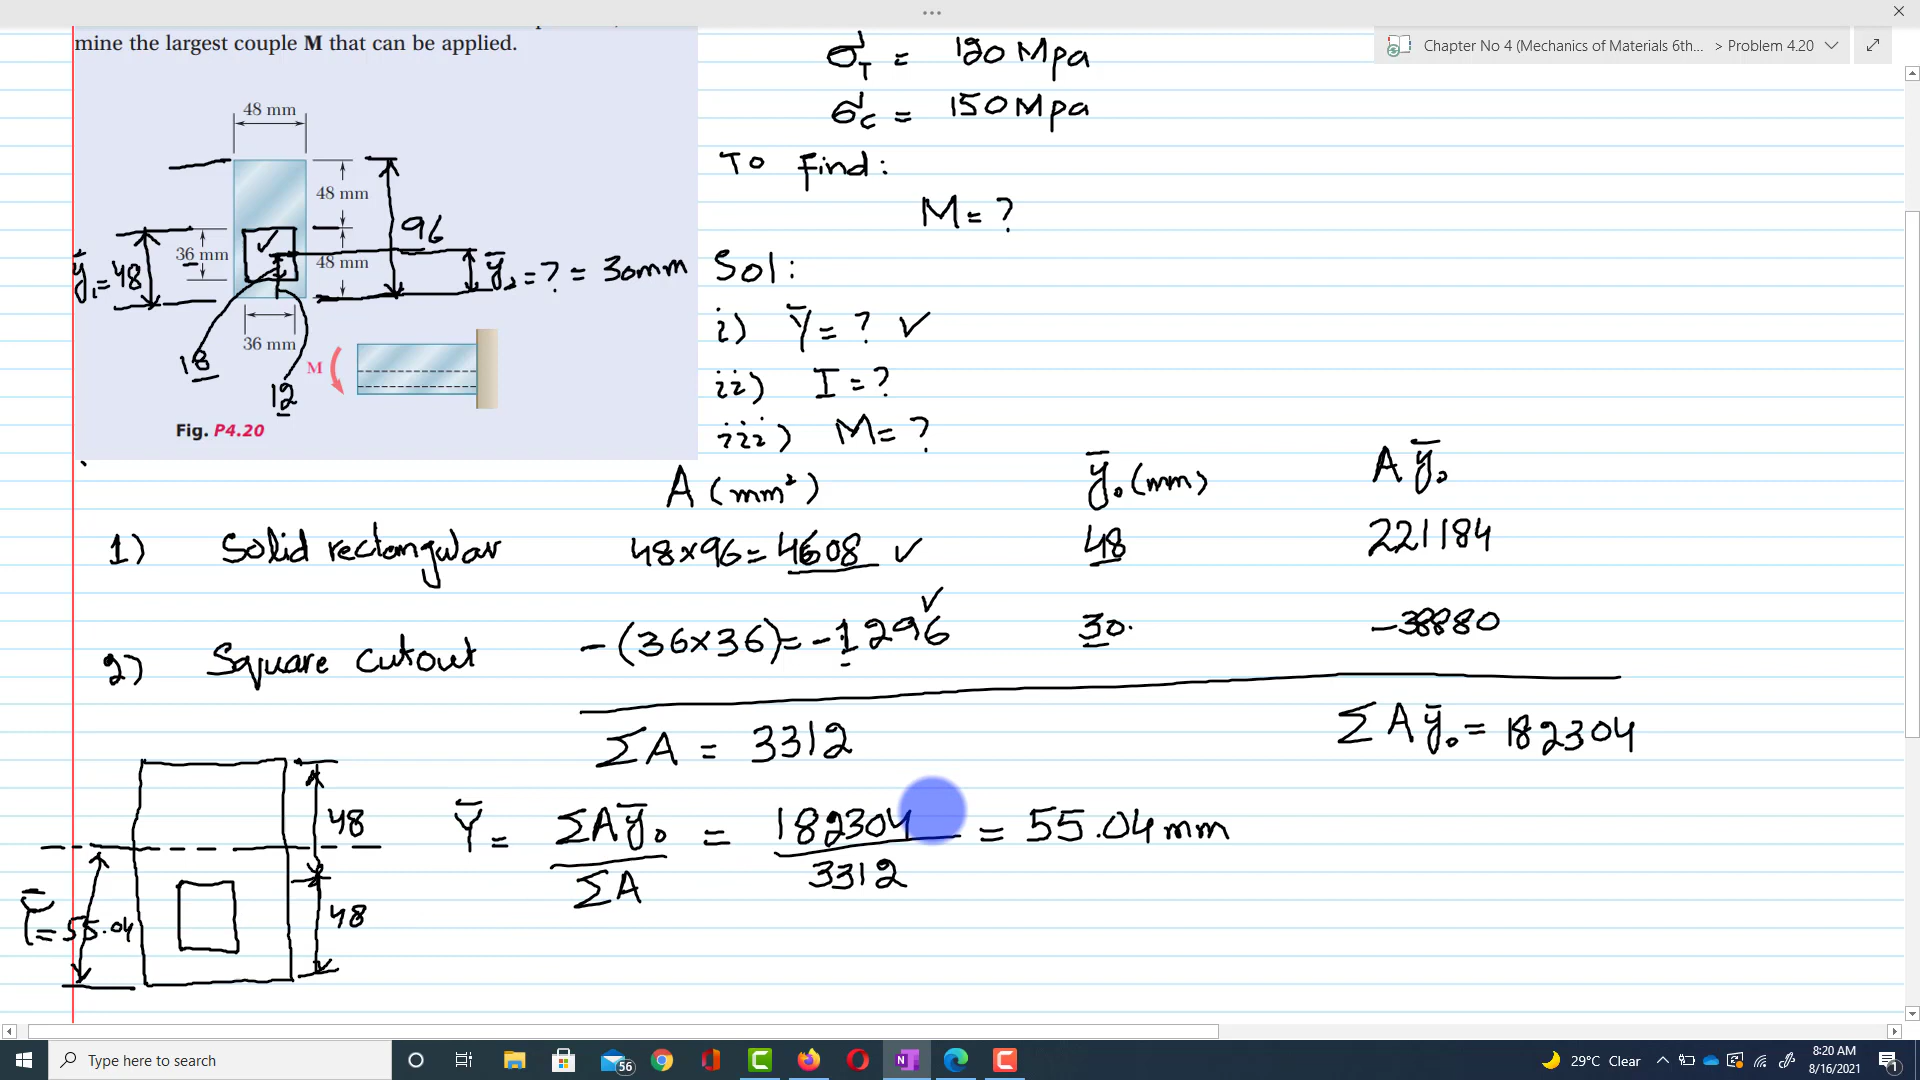 mine the largest couple M that can be applied.
Chapter No 4 (Mechanics of Materials 6th... > Problem 4.20
48 mm
48 mm
96
36 mm
48 mm
ȳ₁=48
ȳ₂=?=30mm
36 mm
18
12
M
Fig. P4.20
σT = 120 Mpa
σC = 150 Mpa
To Find:
M=?
Sol:
i) Ȳ=? ✓
ii) I=?
iii) M=?
A (mm²) ȳ₀(mm) Aȳ₀
1) Solid rectangular 48×96=4608 ✓ 48 221184
2) Square cutout -(36×36)=-1296 ✓ 30. -38880
ΣA = 3312 ΣAȳ₀=182304
Ȳ= ΣAȳ₀/ΣA = 182304/3312 = 55.04mm
48
48
Ȳ=55.04
Type here to search
56
29°C Clear
8:20 AM
8/16/2021
1